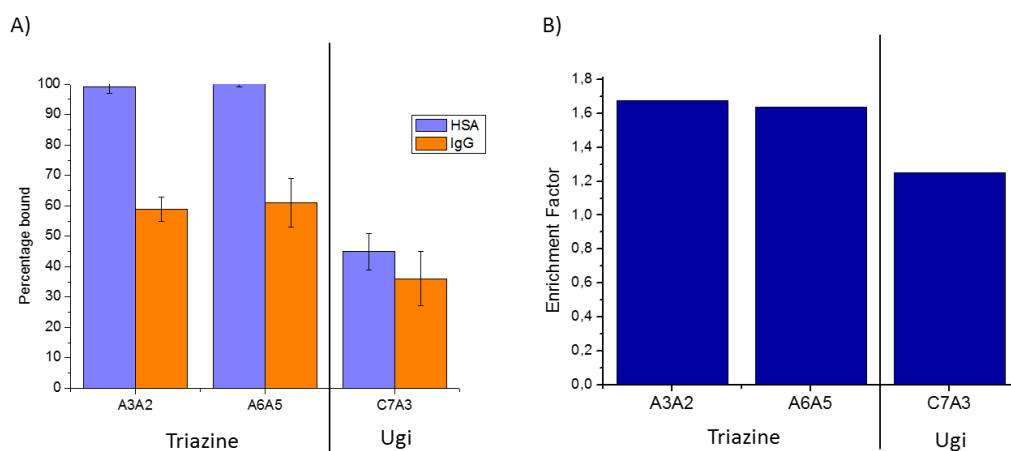 A)
Percentage bound
100
90
80
70
60
50
40
30
20
10
0
HSA
IgG
A3A2
A6A5
C7A3
Triazine
Ugi
B)
Enrichment Factor
1,8
1,6
1,4
1,2
1,0
0,8
0,6
0,4
0,2
0,0
A3A2
A6A5
C7A3
Triazine
Ugi